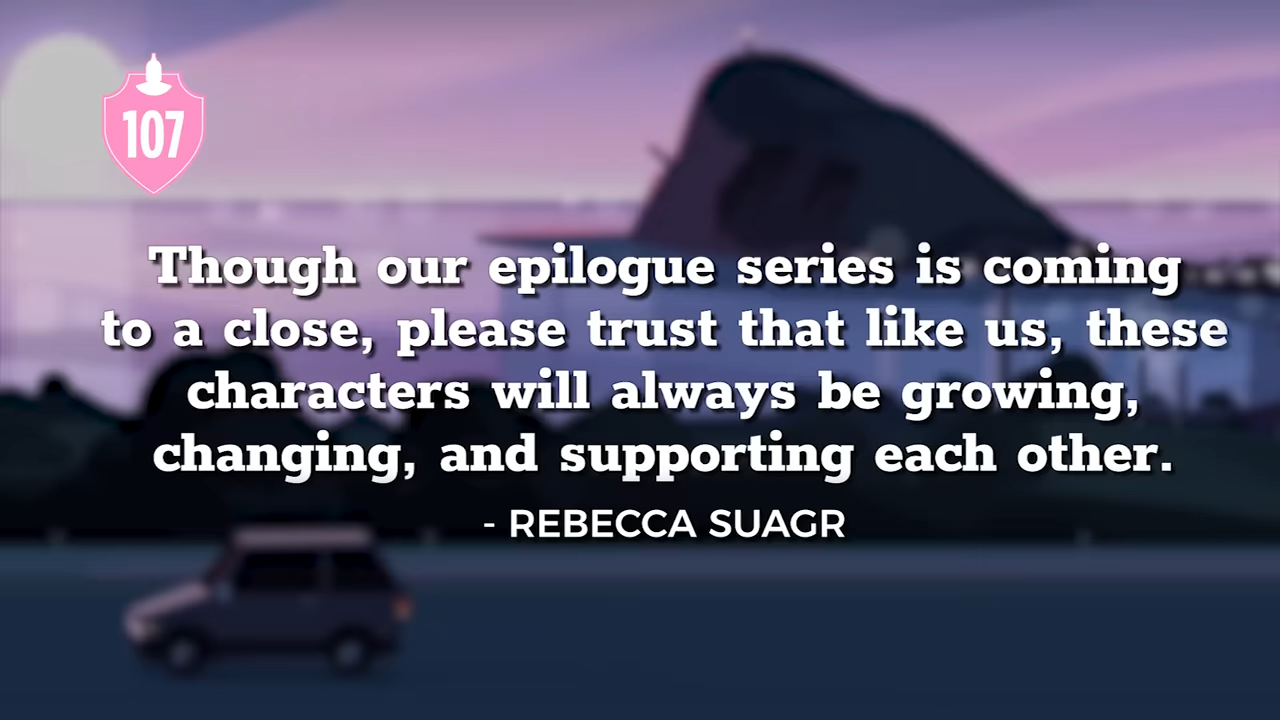 107
Though our epilogue series is coming
to a close, please trust that like us, these
characters will always be growing,
changing, and supporting each other.
- REBECCA SUAGR